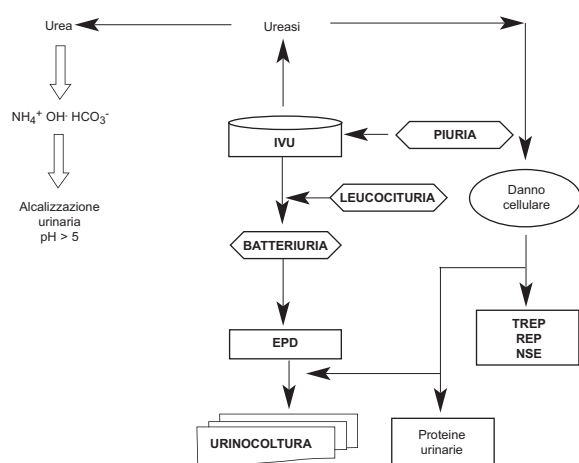 Urea
Ureasi
NH4+ OH- HCO3-
IVU
PIURIA
LEUCOCITURIA
Danno
cellulare
Alcalizzazione
urinaria
pH > 5
BATTERIURIA
TREP
REP
NSE
EPD
URINOCOLTURA
Proteine
urinarie